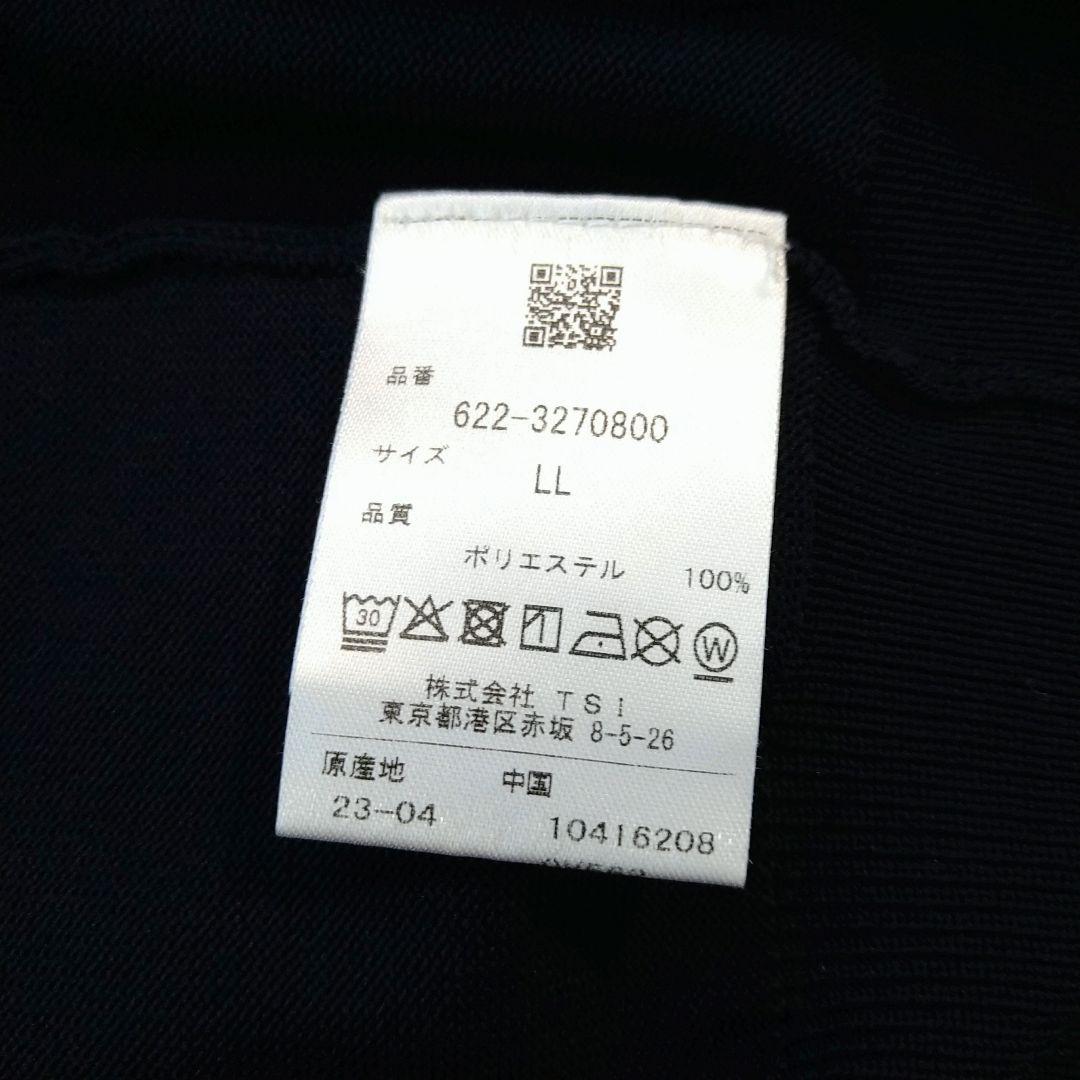 品番
622-3270800
サイズ
LL
品質
ポリエステル 100%
30
W
株式会社 TSI
東京都港区赤坂 8-5-26
原産地 中国
23-04 10416208